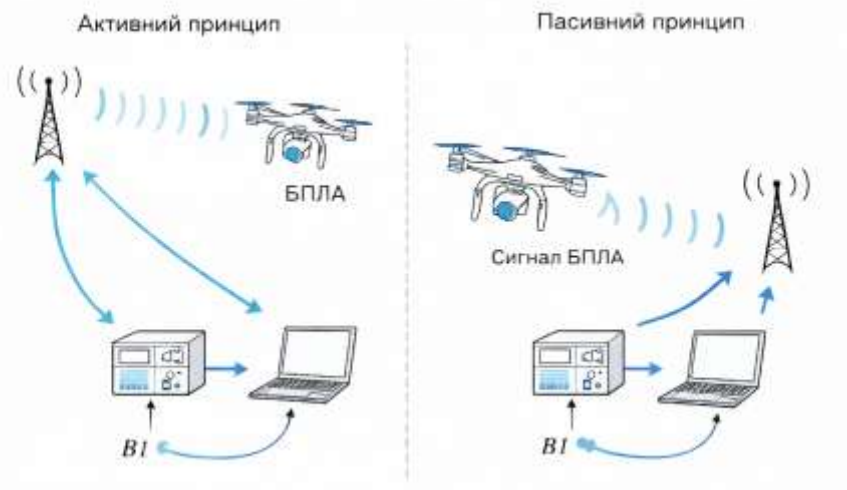 Активний принцип
Пасивний принцип
БПЛА
Сигнал БПЛА
B1
B1